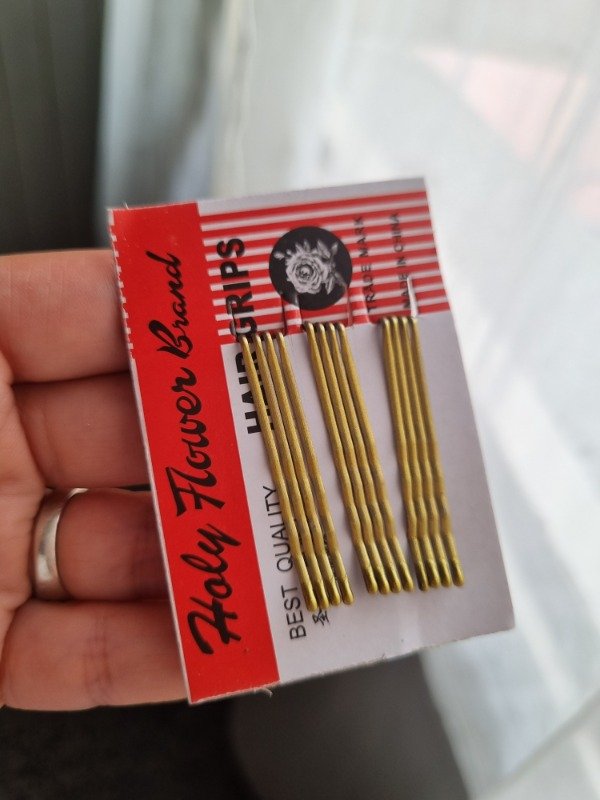 Holy Flower Brand
HAIR GRIPS
TRADE MARK
MADE IN CHINA
BEST QUALITY